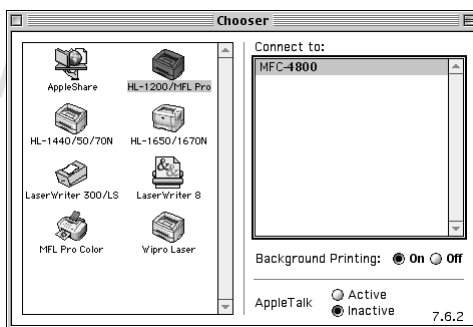 Chooser
AppleShare
HL-1200/MFL Pro
HL-1440/50/70N
HL-1650/1670N
LaserWriter 300/LS
LaserWriter 8
MFL Pro Color
Wipro Laser
Connect to:
MFC-4800
Background Printing: On Off
AppleTalk
Active
Inactive
7.6.2